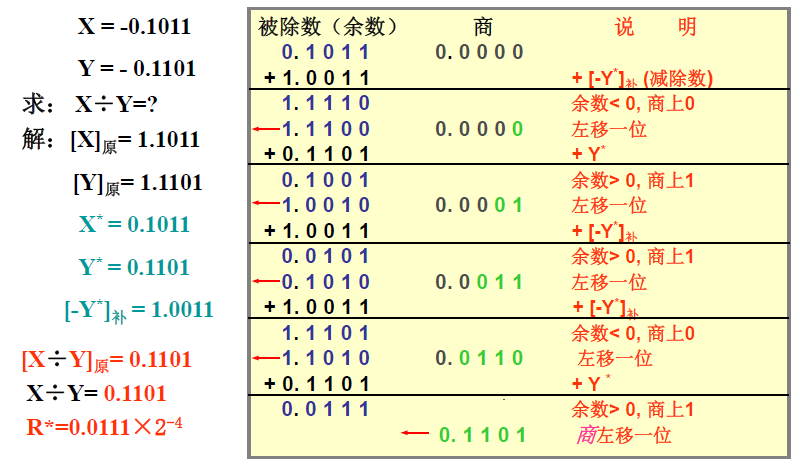 X = -0.1011
Y = - 0.1101
求： X÷Y=?
解：[X]原= 1.1011
[Y]原= 1.1101
X* = 0.1011
Y* = 0.1101
[-Y*]补 = 1.0011
[X÷Y]原= 0.1101
X÷Y= 0.1101
R*=0.0111×2-4
被除数（余数） 商 说 明
0.1011 0.0000
+1.0011 + [-Y*]补 (减除数)
1.1110 余数< 0, 商上0
←1.1100 0.0000 左移一位
+0.1101 + Y*
0.1001 余数> 0, 商上1
←1.0010 0.0001 左移一位
+1.0011 + [-Y*]补
0.0101 余数> 0, 商上1
←0.1010 0.0011 左移一位
+1.0011 + [-Y*]补
1.1101 余数< 0, 商上0
←1.1010 0.0110 左移一位
+0.1101 + Y *
0.0111 余数> 0, 商上1
←0.1101 商左移一位